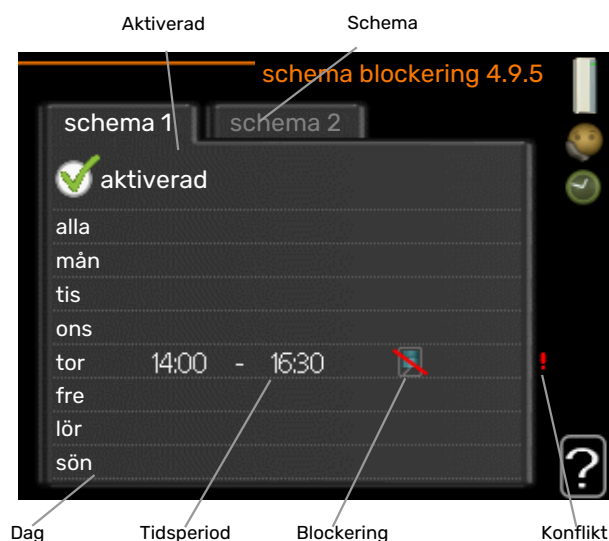 Aktiverad Schema
schema blockering 4.9.5
schema 1 schema 2
aktiverad
alla
mån
tis
ons
tor 14:00 - 16:30 !
fre
lör
sön
?
Dag Tidsperiod Blockering Konflikt